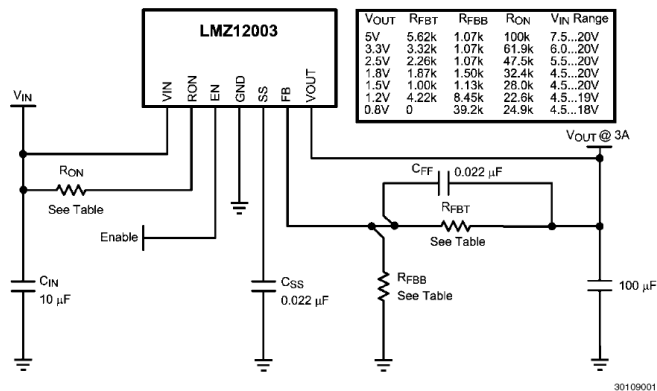 LMZ12003
VIN
RON
EN
GND
SS
FB
VOUT
VOUT RFBT RFBB RON VIN Range
5V 5.62k 1.07k 100k 7.5...20V
3.3V 3.32k 1.07k 61.9k 6.0...20V
2.5V 2.26k 1.07k 47.5k 5.5...20V
1.8V 1.87k 1.50k 32.4k 4.5...20V
1.5V 1.00k 1.13k 28.0k 4.5...20V
1.2V 4.22k 8.45k 22.6k 4.5...19V
0.8V 0 39.2k 24.9k 4.5...18V
VIN
VOUT @ 3A
RON
See Table
CFF 0.022 µF
RFBT
See Table
Enable
CIN
10 µF
CSS
0.022 µF
RFBB
See Table
100 µF
30109001